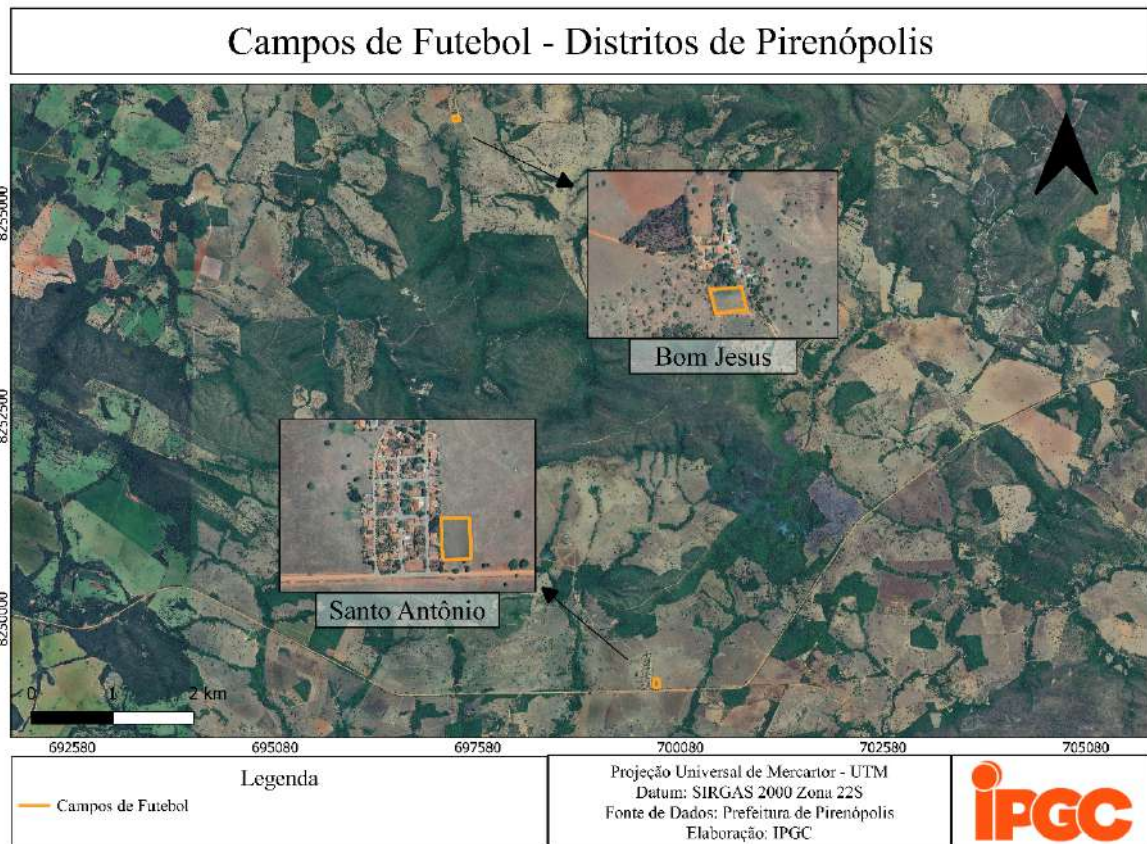 Campos de Futebol - Distritos de Pirenópolis
8255000
Bom Jesus
8252500
Santo Antônio
8250000
0 1 2 km
692580 695080 697580 700080 702580 705080
Legenda
Campos de Futebol
Projeção Universal de Mercartor - UTM
Datum: SIRGAS 2000 Zona 22S
Fonte de Dados: Prefeitura de Pirenópolis
Elaboração: IPGC
iPGC